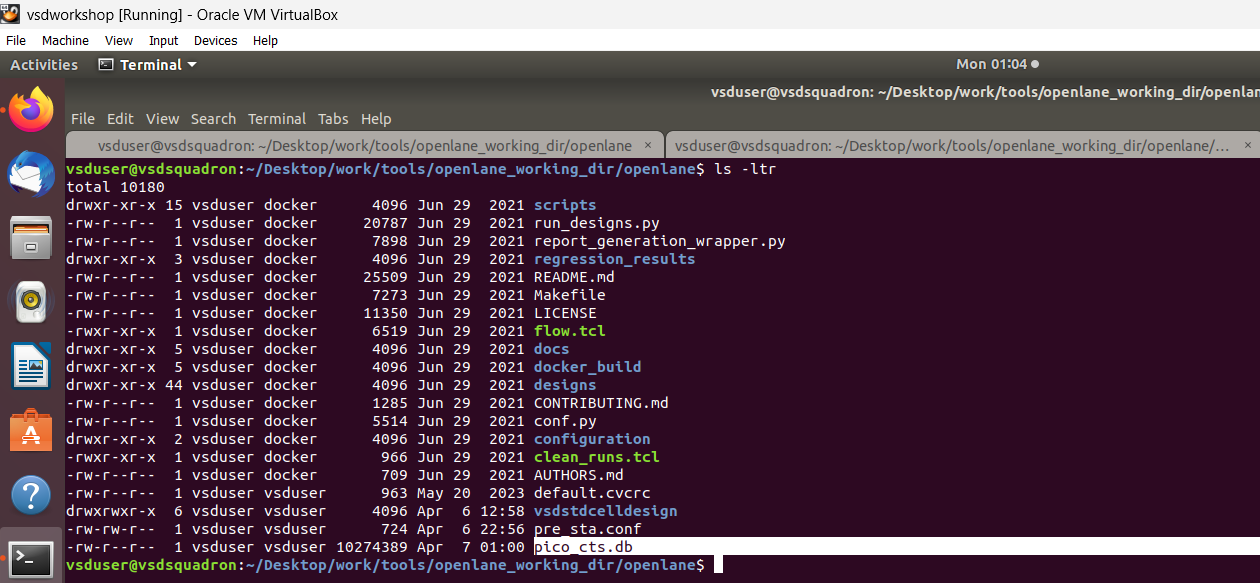 vsdworkshop [Running] - Oracle VM VirtualBox
File Machine View Input Devices Help
Activities Terminal Mon 01:04
vsduser@vsdsquadron: ~/Desktop/work/tools/openlane_working_dir/openlan
File Edit View Search Terminal Tabs Help
vsduser@vsdsquadron: ~/Desktop/work/tools/openlane_working_dir/openlane × vsduser@vsdsquadron: ~/Desktop/work/tools/openlane_working_dir/openlane/... ×
vsduser@vsdsquadron:~/Desktop/work/tools/openlane_working_dir/openlane$ ls -ltr
total 10180
drwxr-xr-x 15 vsduser docker      4096 Jun 29  2021 scripts
-rw-r--r--  1 vsduser docker     20787 Jun 29  2021 run_designs.py
-rw-r--r--  1 vsduser docker      7898 Jun 29  2021 report_generation_wrapper.py
drwxr-xr-x  3 vsduser docker      4096 Jun 29  2021 regression_results
-rw-r--r--  1 vsduser docker     25509 Jun 29  2021 README.md
-rw-r--r--  1 vsduser docker      7273 Jun 29  2021 Makefile
-rw-r--r--  1 vsduser docker     11350 Jun 29  2021 LICENSE
-rwxr-xr-x  1 vsduser docker      6519 Jun 29  2021 flow.tcl
drwxr-xr-x  5 vsduser docker      4096 Jun 29  2021 docs
drwxr-xr-x  5 vsduser docker      4096 Jun 29  2021 docker_build
drwxr-xr-x 44 vsduser docker      4096 Jun 29  2021 designs
-rw-r--r--  1 vsduser docker      1285 Jun 29  2021 CONTRIBUTING.md
-rw-r--r--  1 vsduser docker      5514 Jun 29  2021 conf.py
drwxr-xr-x  2 vsduser docker      4096 Jun 29  2021 configuration
-rwxr-xr-x  1 vsduser docker       966 Jun 29  2021 clean_runs.tcl
-rw-r--r--  1 vsduser docker       709 Jun 29  2021 AUTHORS.md
-rw-r--r--  1 vsduser vsduser      963 May 20  2023 default.cvcrc
drwxrwxr-x  6 vsduser vsduser     4096 Apr  6 12:58 vsdstdcelldesign
-rw-rw-r--  1 vsduser vsduser      724 Apr  6 22:56 pre_sta.conf
-rw-r--r--  1 vsduser vsduser 10274389 Apr  7 01:00 pico_cts.db
vsduser@vsdsquadron:~/Desktop/work/tools/openlane_working_dir/openlane$